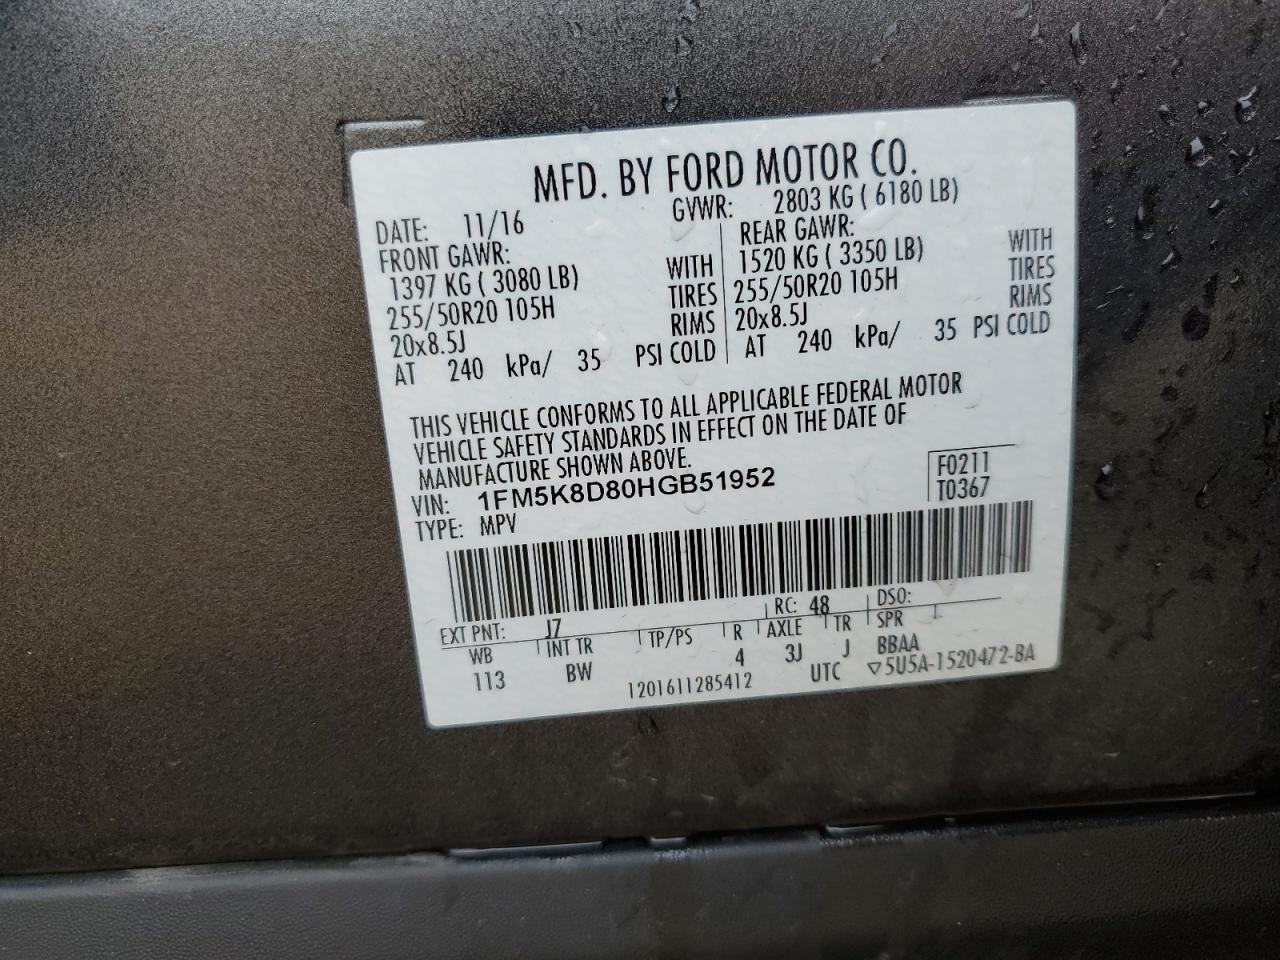 MFD. BY FORD MOTOR CO.
DATE: 11/16 GVWR: 2803 KG ( 6180 LB)
FRONT GAWR:
1397 KG ( 3080 LB) WITH
255/50R20 105H TIRES
20x8.5J RIMS
AT 240 kPa/ 35 PSI COLD
REAR GAWR:
1520 KG ( 3350 LB) WITH
255/50R20 105H TIRES
20x8.5J RIMS
AT 240 kPa/ 35 PSI COLD
THIS VEHICLE CONFORMS TO ALL APPLICABLE FEDERAL MOTOR
VEHICLE SAFETY STANDARDS IN EFFECT ON THE DATE OF
MANUFACTURE SHOWN ABOVE.
VIN: 1FM5K8D80HGB51952
TYPE: MPV
F0211
T0367
EXT PNT: J7 RC: 48 DSO:
WB INT TR TP/PS R AXLE TR SPR
113 BW 4 3J J BBAA
1201611285412 UTC ▽5U5A-1520472-BA